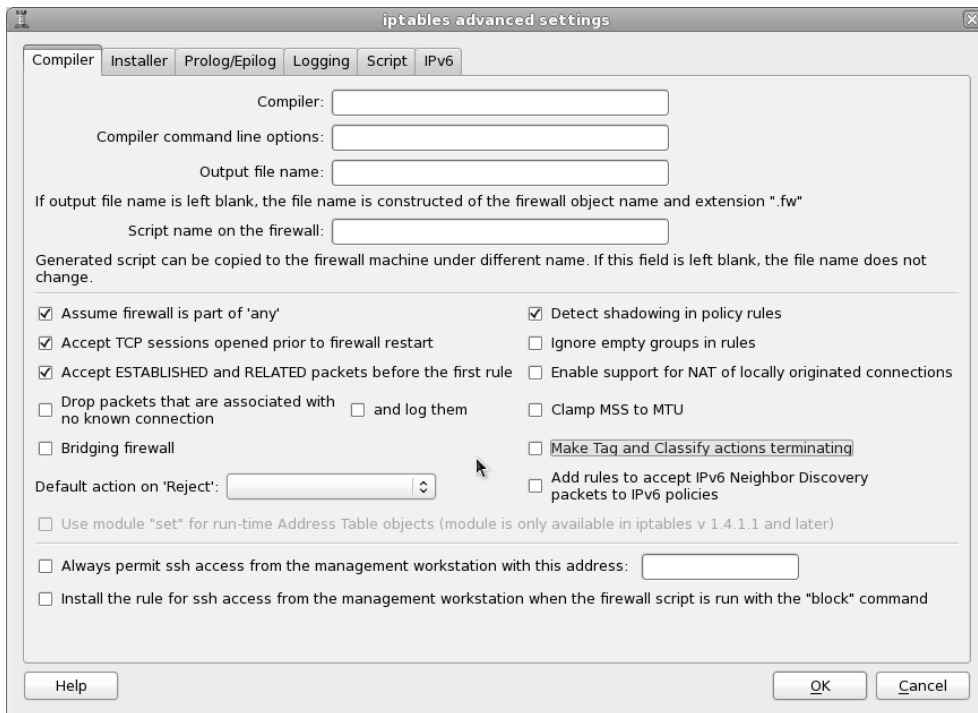 iptables advanced settings
Compiler Installer Prolog/Epilog Logging Script IPv6
Compiler:
Compiler command line options:
Output file name:
If output file name is left blank, the file name is constructed of the firewall object name and extension ".fw"
Script name on the firewall:
Generated script can be copied to the firewall machine under different name. If this field is left blank, the file name does not
change.
Assume firewall is part of 'any'
Detect shadowing in policy rules
Accept TCP sessions opened prior to firewall restart
Ignore empty groups in rules
Accept ESTABLISHED and RELATED packets before the first rule
Enable support for NAT of locally originated connections
Drop packets that are associated with
no known connection
and log them
Clamp MSS to MTU
Bridging firewall
Make Tag and Classify actions terminating
Default action on 'Reject':
Add rules to accept IPv6 Neighbor Discovery
packets to IPv6 policies
Use module "set" for run-time Address Table objects (module is only available in iptables v 1.4.1.1 and later)
Always permit ssh access from the management workstation with this address:
Install the rule for ssh access from the management workstation when the firewall script is run with the "block" command
Help
OK
Cancel